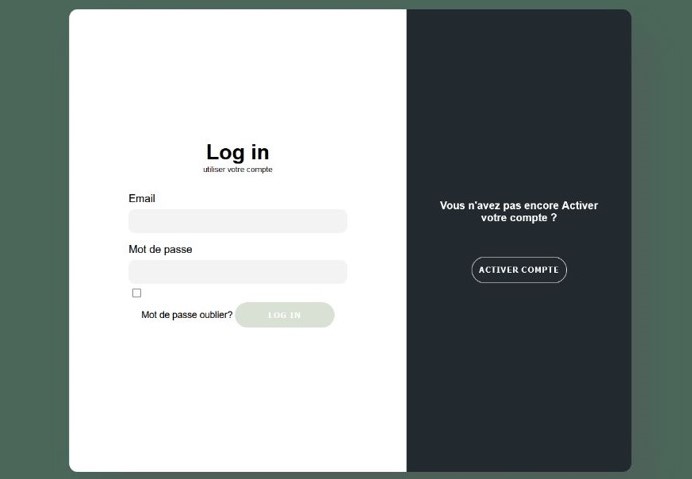 Log in
utiliser votre compte
Email
Mot de passe
Mot de passe oublier?
LOG IN
Vous n'avez pas encore Activer
votre compte ?
ACTIVER COMPTE